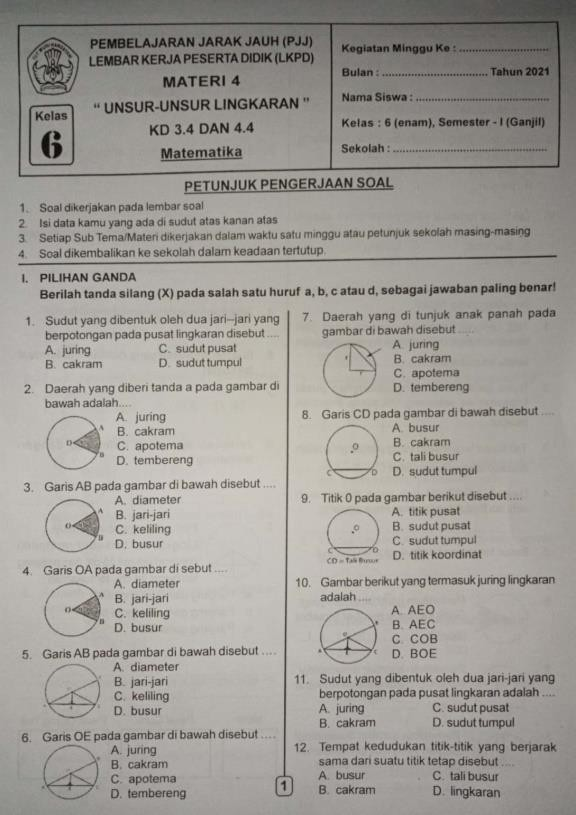 PEMBELAJARAN JARAK JAUH (PJJ)
LEMBAR KERJA PESERTA DIDIK (LKPD)
MATERI 4
“ UNSUR-UNSUR LINGKARAN ”
KD 3.4 DAN 4.4
Matematika
Kelas
6
Kegiatan Minggu Ke : ........................
Bulan : ........................ Tahun 2021
Nama Siswa : ........................
Kelas : 6 (enam), Semester - I (Ganjil)
Sekolah : ........................
PETUNJUK PENGERJAAN SOAL
1. Soal dikerjakan pada lembar soal
2. Isi data kamu yang ada di sudut atas kanan atas
3. Setiap Sub Tema/Materi dikerjakan dalam waktu satu minggu atau petunjuk sekolah masing-masing
4. Soal dikembalikan ke sekolah dalam keadaan tertutup.
I. PILIHAN GANDA
Berilah tanda silang (X) pada salah satu huruf a, b, c atau d, sebagai jawaban paling benar!
1. Sudut yang dibentuk oleh dua jari--jari yang
berpotongan pada pusat lingkaran disebut ....
A. juring C. sudut pusat
B. cakram D. sudut tumpul
2. Daerah yang diberi tanda a pada gambar di
bawah adalah....
A. juring
B. cakram
C. apotema
D. tembereng
A
O
B
3. Garis AB pada gambar di bawah disebut ....
A. diameter
B. jari-jari
C. keliling
D. busur
A
O
B
4. Garis OA pada gambar di sebut ....
A. diameter
B. jari-jari
C. keliling
D. busur
A
O
B
5. Garis AB pada gambar di bawah disebut ....
A. diameter
B. jari-jari
C. keliling
D. busur
6. Garis OE pada gambar di bawah disebut ....
A. juring
B. cakram
C. apotema
D. tembereng
7. Daerah yang di tunjuk anak panah pada
gambar di bawah disebut .....
A. juring
B. cakram
C. apotema
D. tembereng
8. Garis CD pada gambar di bawah disebut ....
A. busur
B. cakram
C. tali busur
D. sudut tumpul
O
C D
9. Titik 0 pada gambar berikut disebut ....
A. titik pusat
B. sudut pusat
C. sudut tumpul
D. titik koordinat
O
C D
CD = Tali Busur
10. Gambar berikut yang termasuk juring lingkaran
adalah ....
A. AEO
B. AEC
C. COB
D. BOE
11. Sudut yang dibentuk oleh dua jari-jari yang
berpotongan pada pusat lingkaran adalah ....
A. juring C. sudut pusat
B. cakram D. sudut tumpul
12. Tempat kedudukan titik-titik yang berjarak
sama dari suatu titik tetap disebut ....
A. busur C. tali busur
B. cakram D. lingkaran
1